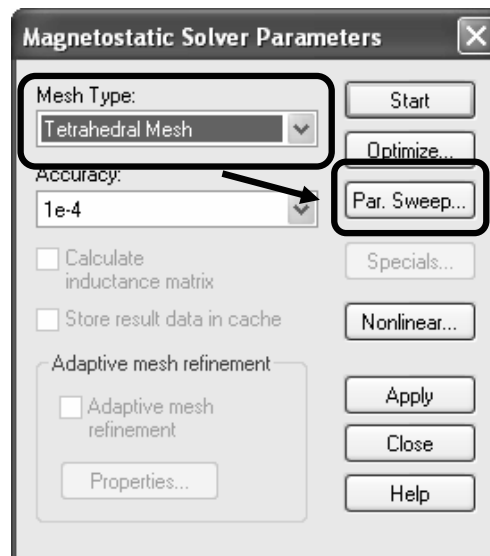 Magnetostatic Solver Parameters
Mesh Type:
Tetrahedral Mesh
Accuracy:
1e-4
Calculate
inductance matrix
Store result data in cache
Adaptive mesh refinement
Adaptive mesh
refinement
Properties...
Start
Optimize...
Par. Sweep...
Specials...
Nonlinear...
Apply
Close
Help